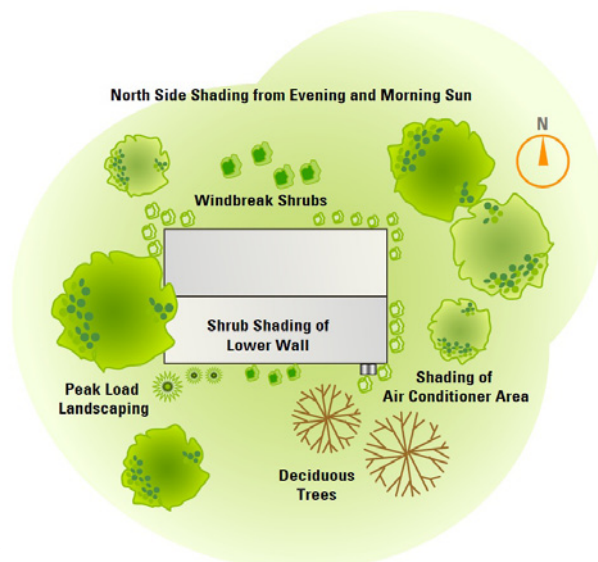 North Side Shading from Evening and Morning Sun
N
Windbreak Shrubs
Shrub Shading of
Lower Wall
Peak Load
Landscaping
Shading of
Air Conditioner Area
Deciduous
Trees